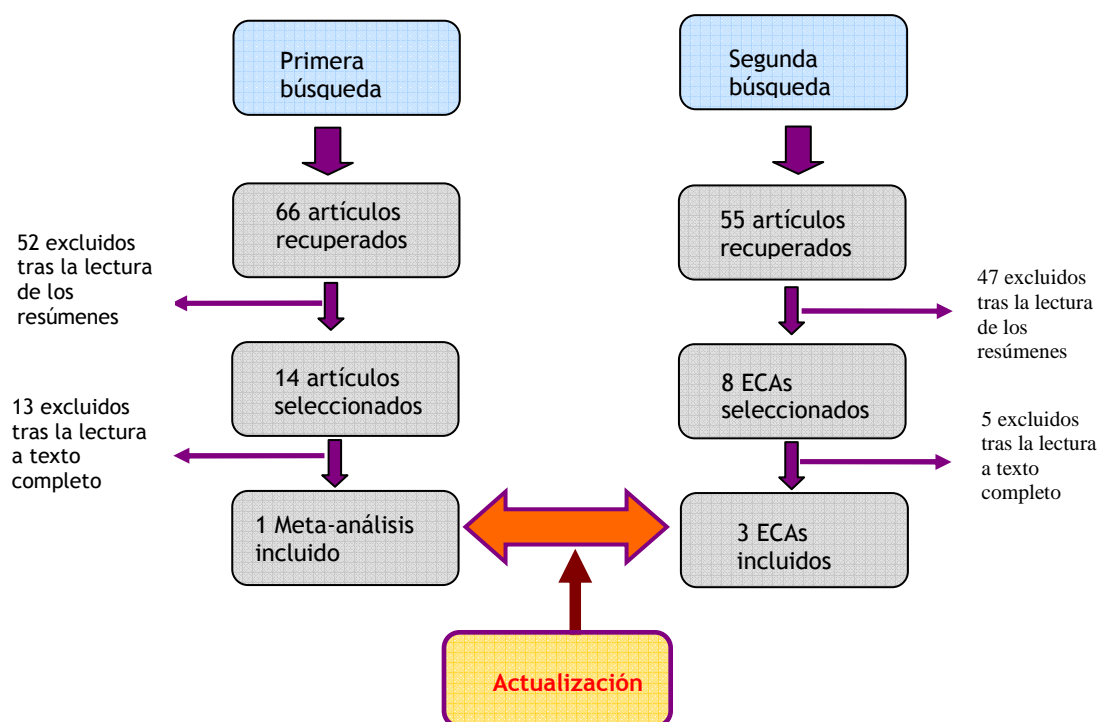 Primera
búsqueda
Segunda
búsqueda
66 artículos
recuperados
55 artículos
recuperados
52 excluidos
tras la lectura
de los
resúmenes
47 excluidos
tras la lectura
de los
resúmenes
14 artículos
seleccionados
8 ECAs
seleccionados
13 excluidos
tras la lectura
a texto
completo
5 excluidos
tras la lectura
a texto
completo
1 Meta-análisis
incluido
3 ECAs
incluidos
Actualización